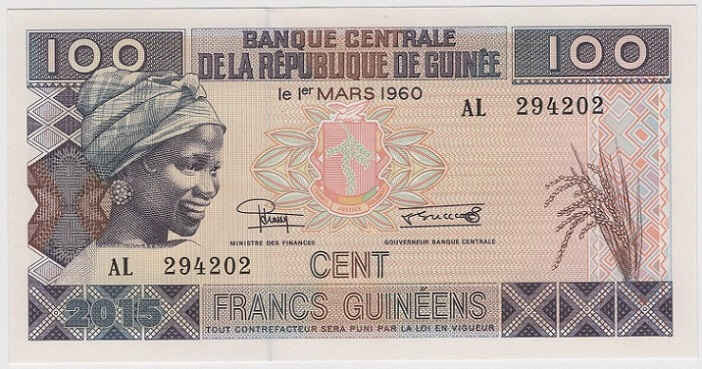 100
BANQUE CENTRALE
100
DE LA RÉPUBLIQUE DE GUINÉE
le 1er MARS 1960
AL 294202
MINISTRE DES FINANCES
GOUVERNEUR BANQUE CENTRALE
AL 294202
CENT
2015
FRANCS GUINÉENS
TOUT CONTREFACTEUR SERA PUNI PAR LA LOI EN VIGUEUR